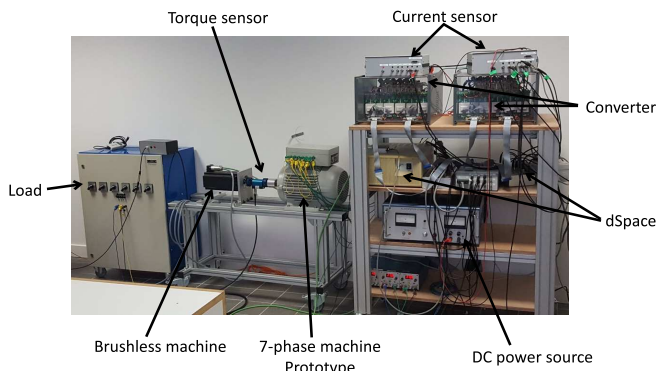 Torque sensor
Current sensor
Converter
Load
dSpace
Brushless machine
7-phase machine
Prototype
DC power source